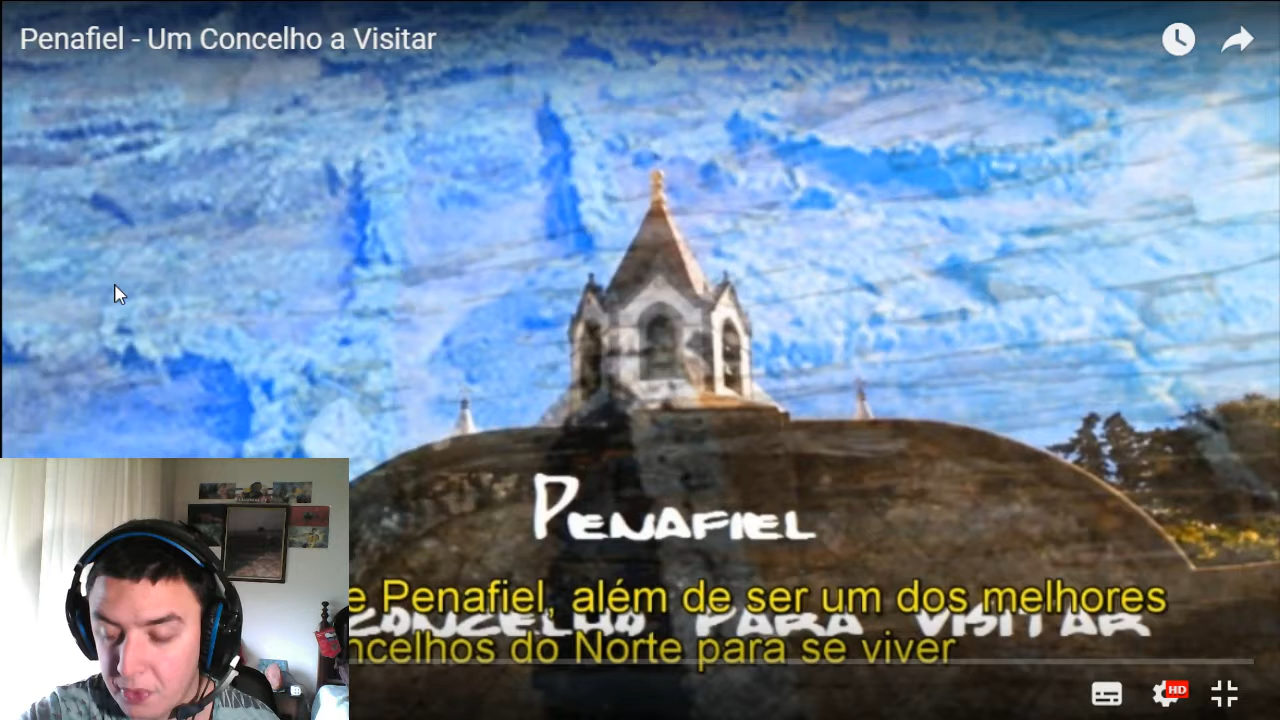 Penafiel - Um Concelho a Visitar
PENAFIEL
e Penafiel, além de ser um dos melhores
CONCELHO PARA VISITAR
ncelhos do Norte para se viver
HD